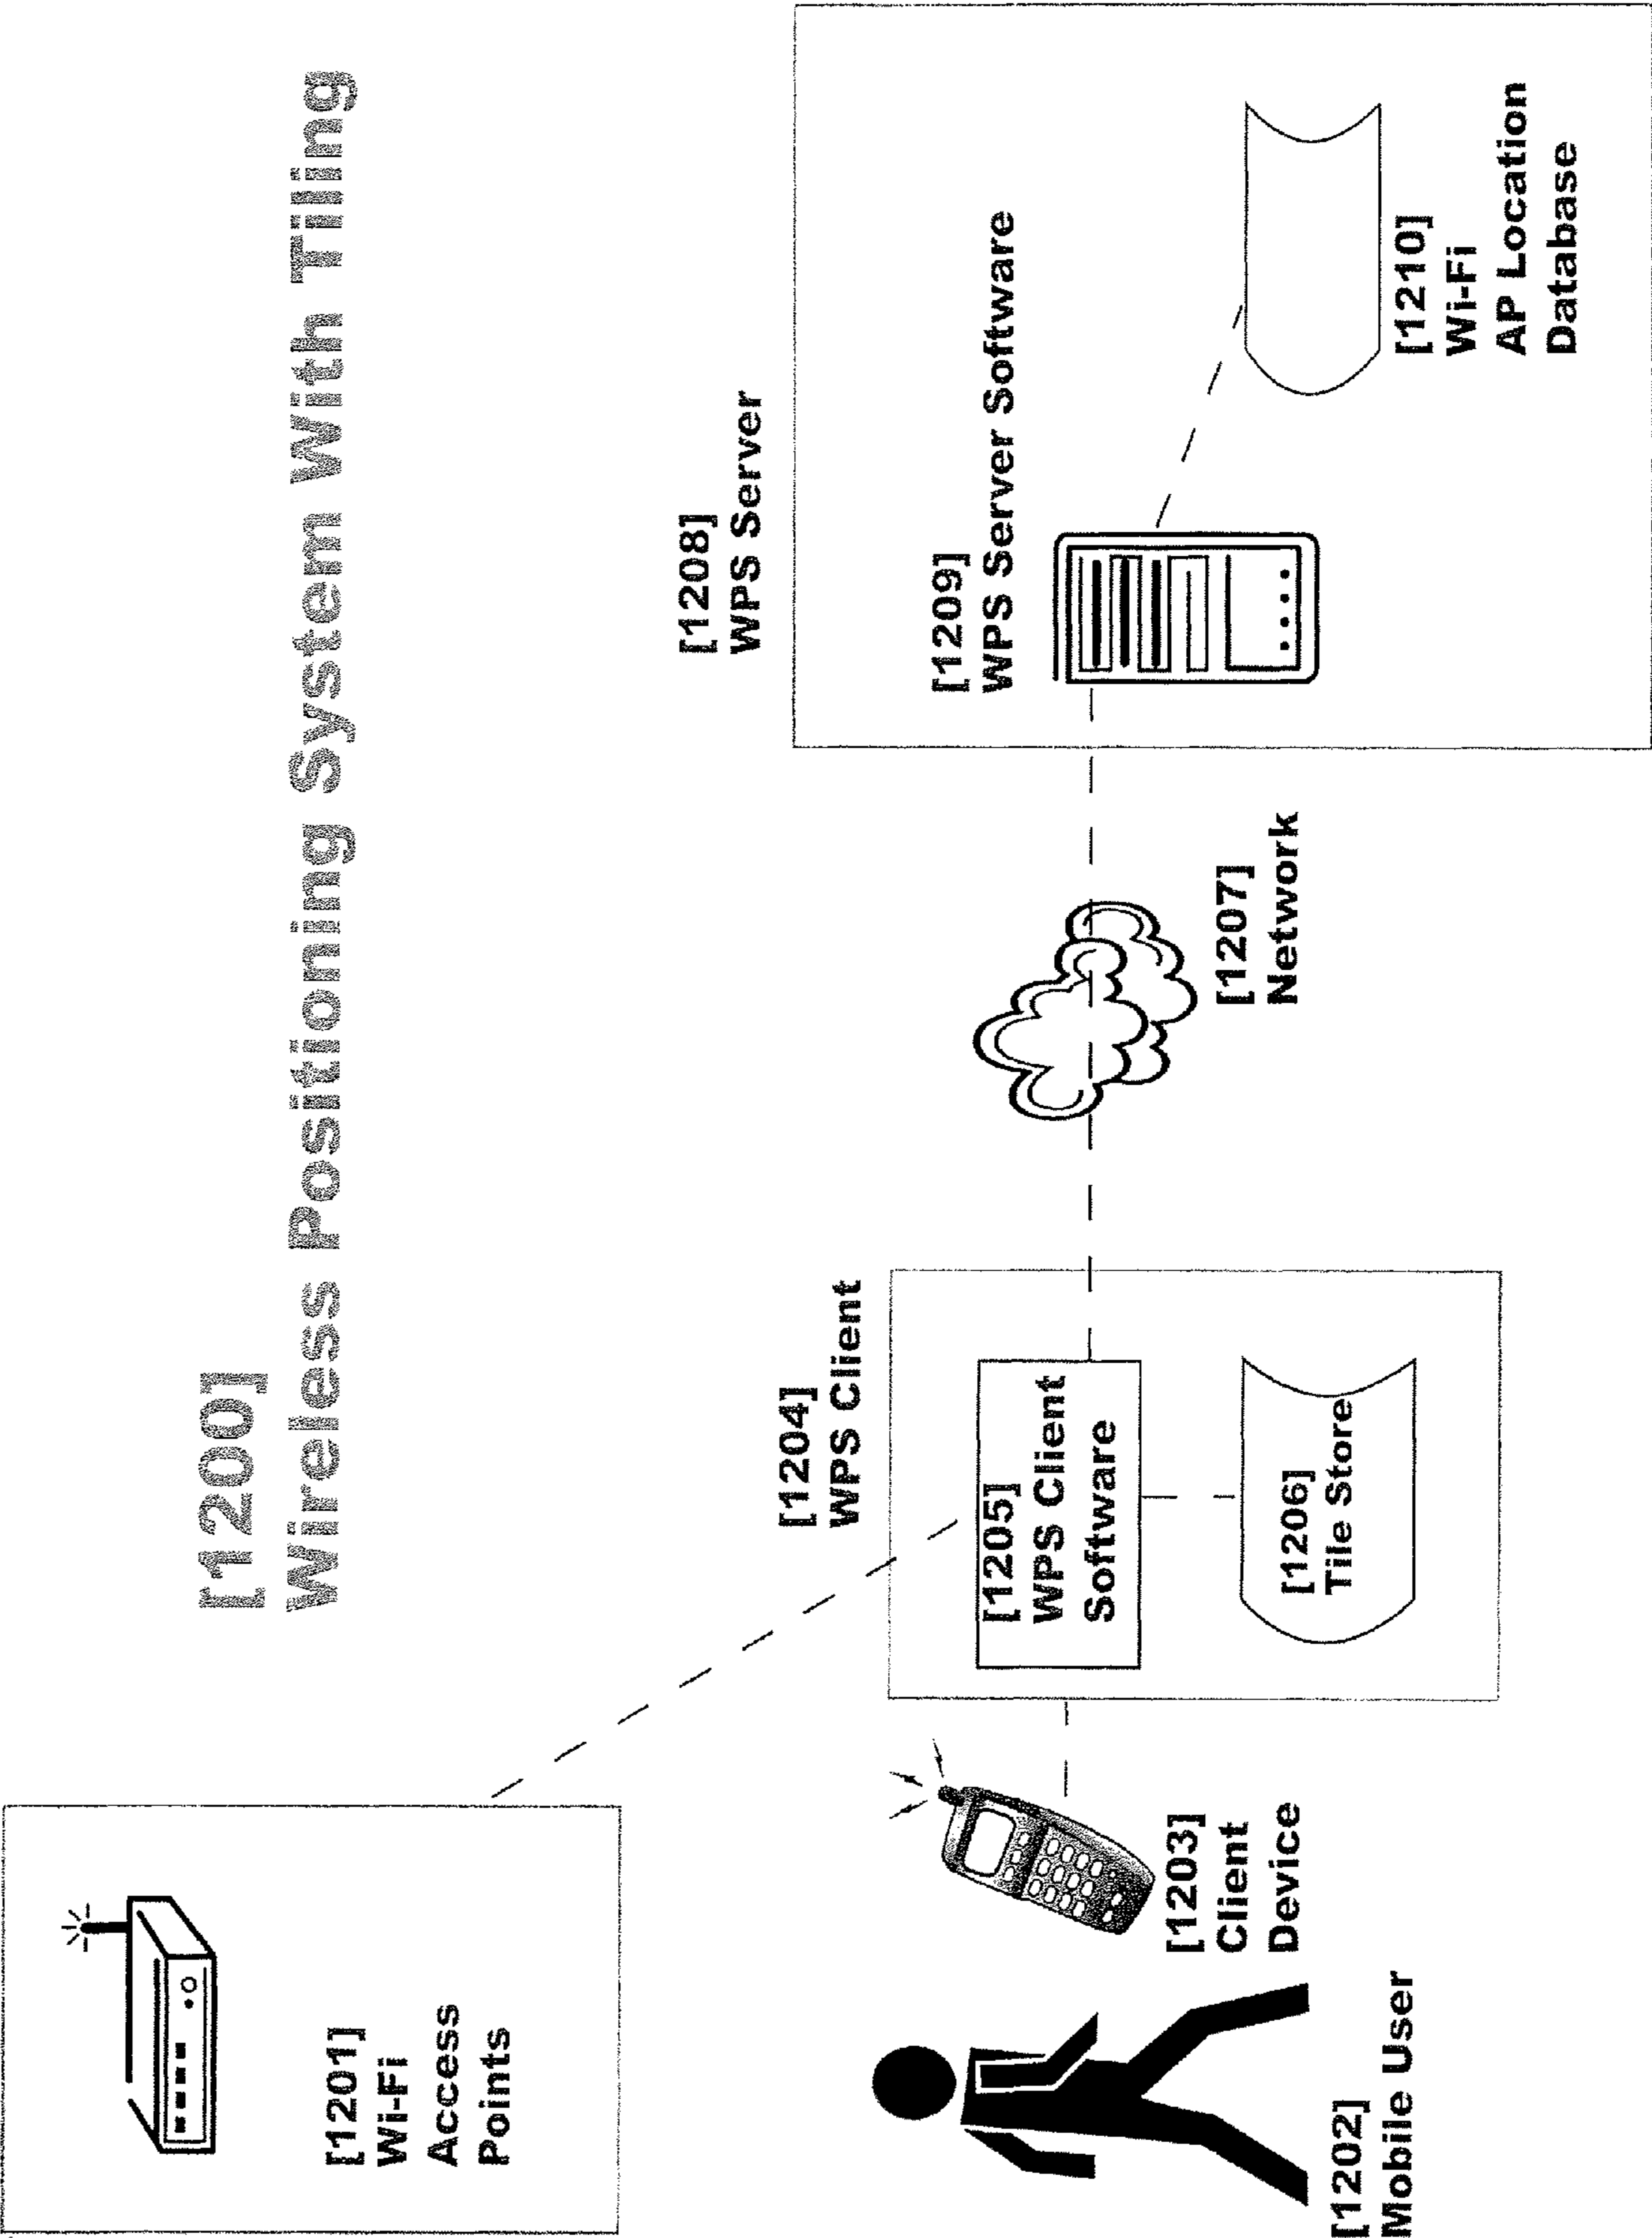 [1200]
Wireless Positioning System With Tiling
[1201]
Wi-Fi
Access
Points
[1202]
Mobile User
[1203]
Client
Device
[1204]
WPS Client
[1205]
WPS Client
Software
[1206]
Tile Store
[1207]
Network
[1208]
WPS Server
[1209]
WPS Server Software
[1210]
Wi-Fi
AP Location
Database